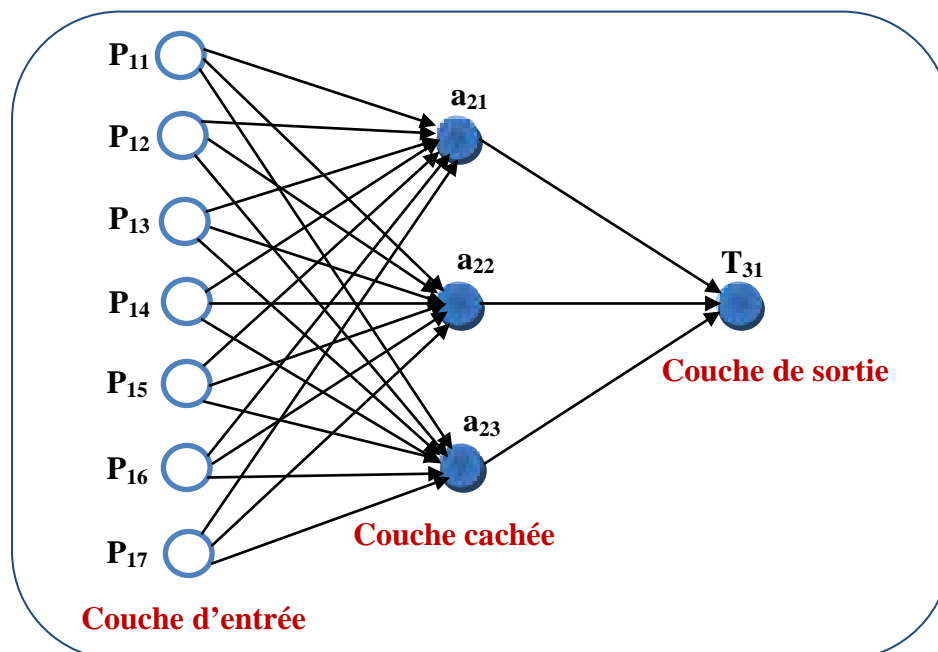 P11
P12
P13
P14
P15
P16
P17
Couche d'entrée
a21
a22
a23
Couche cachée
T31
Couche de sortie